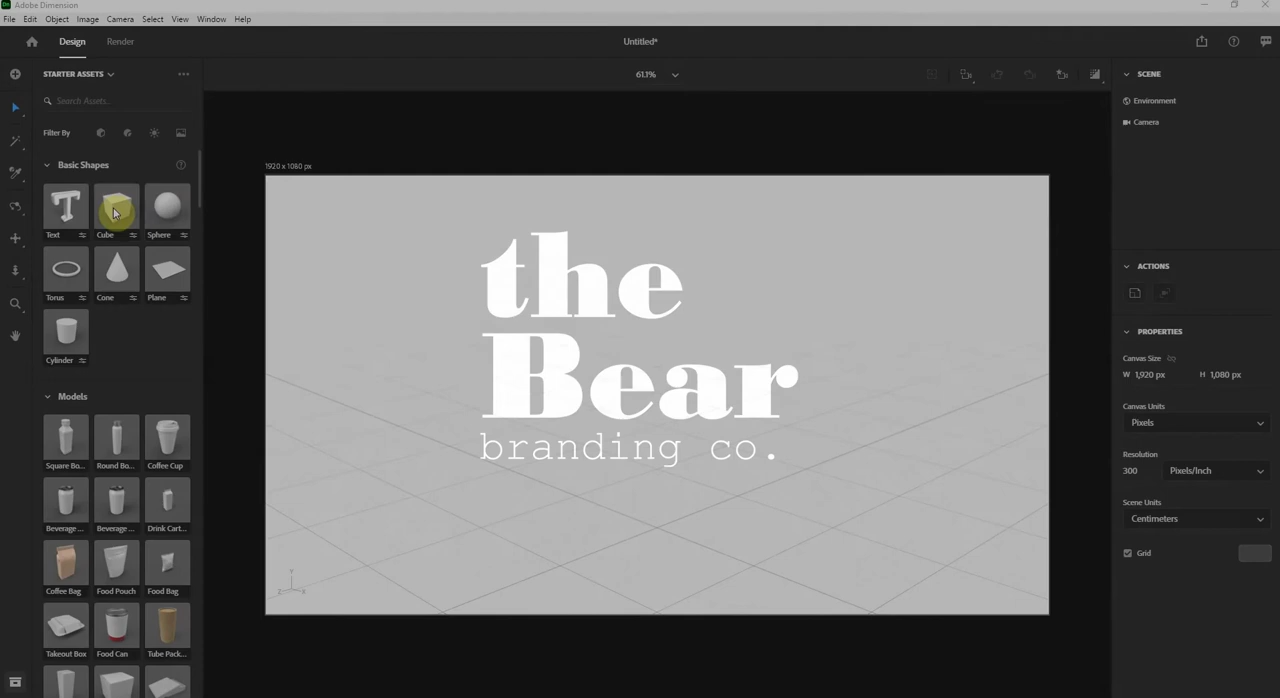 Dn Adobe Dimension
File Edit Object Image Camera Select View Window Help
Design Render Untitled*
STARTER ASSETS 61.1% SCENE
Search Assets... Environment
Camera
Filter By
Basic Shapes
1920 x 1080 px
Text Cube Sphere
Torus Cone Plane
Cylinder
the
Bear
branding co.
ACTIONS
PROPERTIES
Canvas Size
W 1,920 px H 1,080 px
Canvas Units
Pixels
Resolution
300 Pixels/Inch
Scene Units
Centimeters
Grid
Models
Square Bo... Round Bo... Coffee Cup
Beverage ... Beverage ... Drink Cart...
Coffee Bag Food Pouch Food Bag
Takeout Box Food Can Tube Pack...
Y
Z X